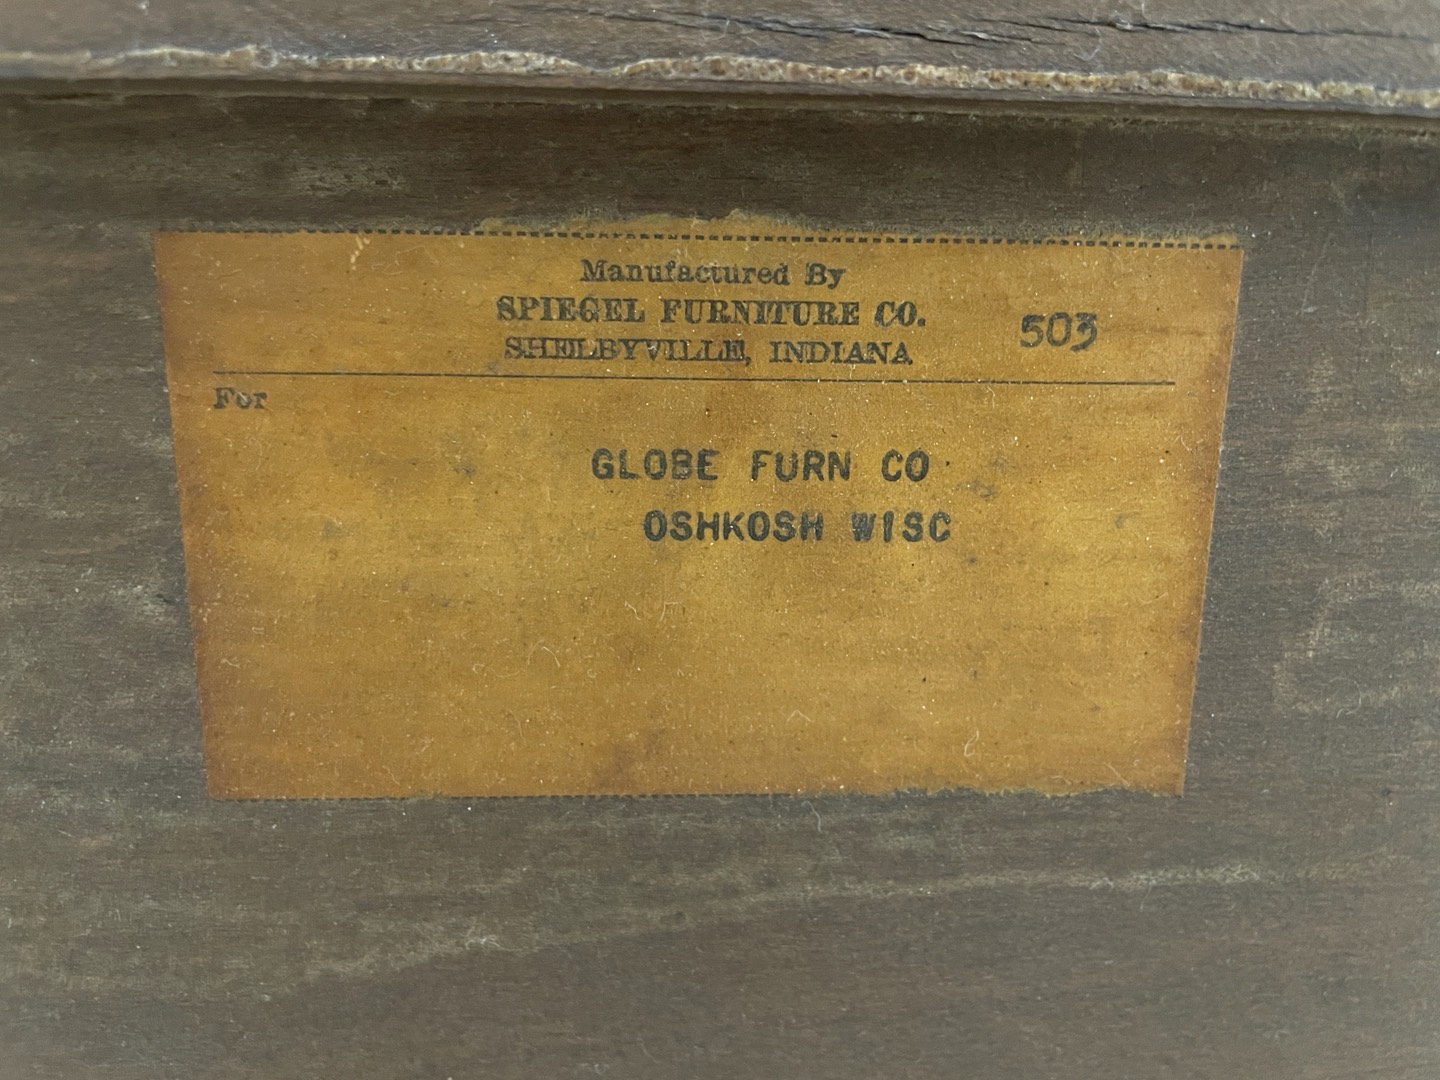 Manufactured By
SPIEGEL FURNITURE CO.
SHELBYVILLE, INDIANA
503
For
GLOBE FURN CO
OSHKOSH WISC